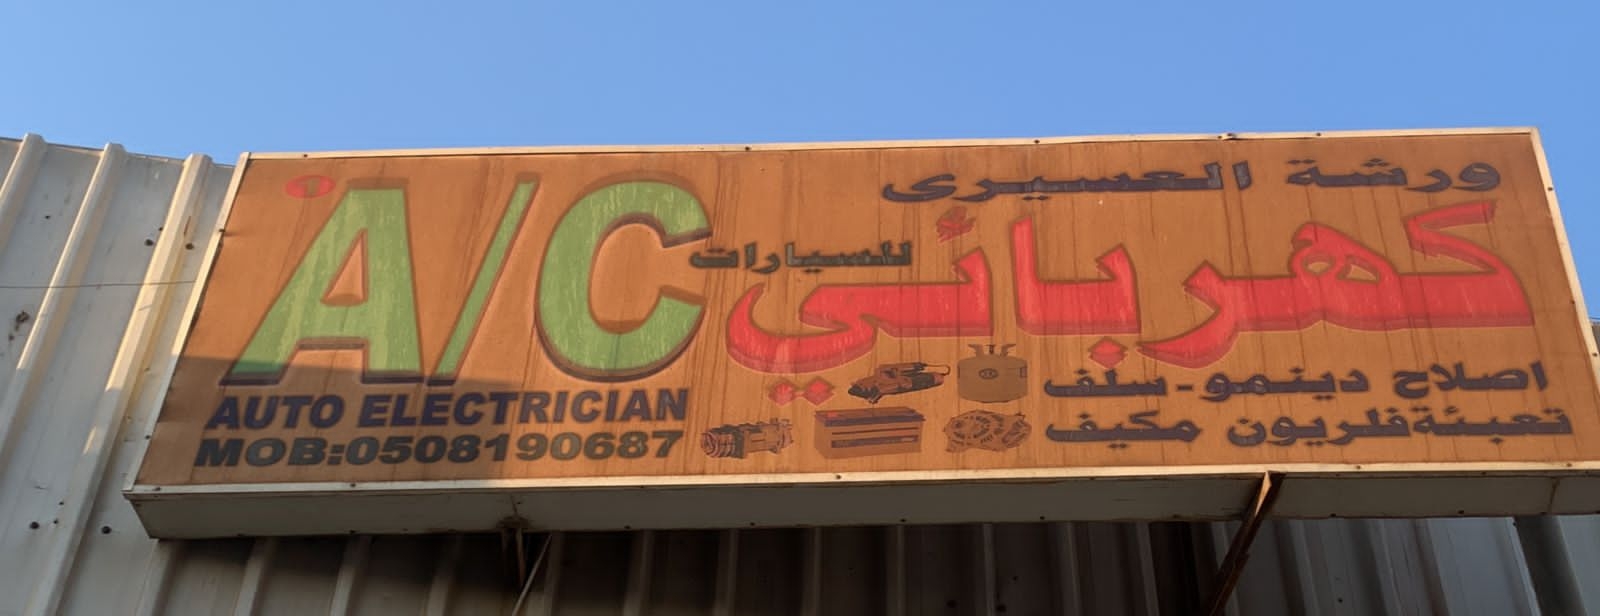 ورشة العسيرى
كهربائي
للسيارات
اصلاح دينمو - سلف
تعبئة فلريون مكيف
A/C
AUTO ELECTRICIAN
MOB:0508190687